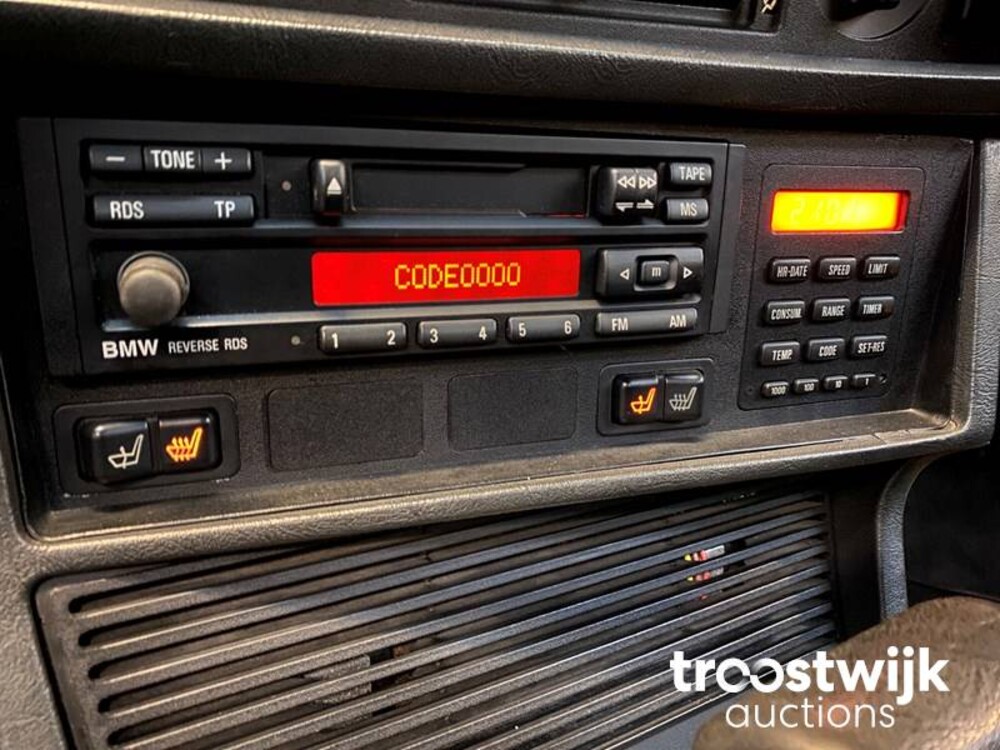 − TONE +
TAPE
RDS TP
MS
CODE0000
m
1 2 3 4 5 6 FM AM
BMW REVERSE RDS
HR-DATE SPEED LIMIT
CONSUM. RANGE TIMER
TEMP. CODE SET-RES
1000 100 10 1
troostwijk
auctions